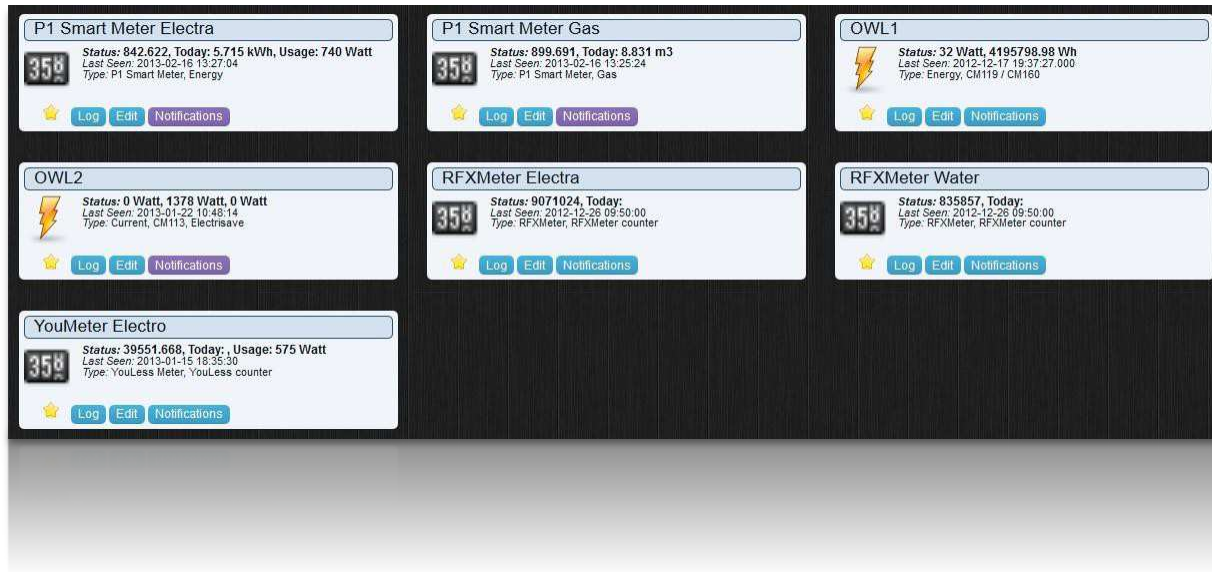 P1 Smart Meter Electra
Status: 842.622, Today: 5.715 kWh, Usage: 740 Watt
Last Seen: 2013-02-16 13:27:04
Type: P1 Smart Meter, Energy
Log Edit Notifications
P1 Smart Meter Gas
Status: 899.691, Today: 8.831 m3
Last Seen: 2013-02-16 13:25:24
Type: P1 Smart Meter, Gas
Log Edit Notifications
OWL1
Status: 32 Watt, 4195798.98 Wh
Last Seen: 2012-12-17 19:37:27.000
Type: Energy, CM119 / CM160
Log Edit Notifications
OWL2
Status: 0 Watt, 1378 Watt, 0 Watt
Last Seen: 2013-01-22 10:48:14
Type: Current, CM113, Electrisave
Log Edit Notifications
RFXMeter Electra
Status: 9071024, Today:
Last Seen: 2012-12-26 09:50:00
Type: RFXMeter, RFXMeter counter
Log Edit Notifications
RFXMeter Water
Status: 835857, Today:
Last Seen: 2012-12-26 09:50:00
Type: RFXMeter, RFXMeter counter
Log Edit Notifications
YouMeter Electro
Status: 39551.668, Today: , Usage: 575 Watt
Last Seen: 2013-01-15 18:35:30
Type: YouLess Meter, YouLess counter
Log Edit Notifications